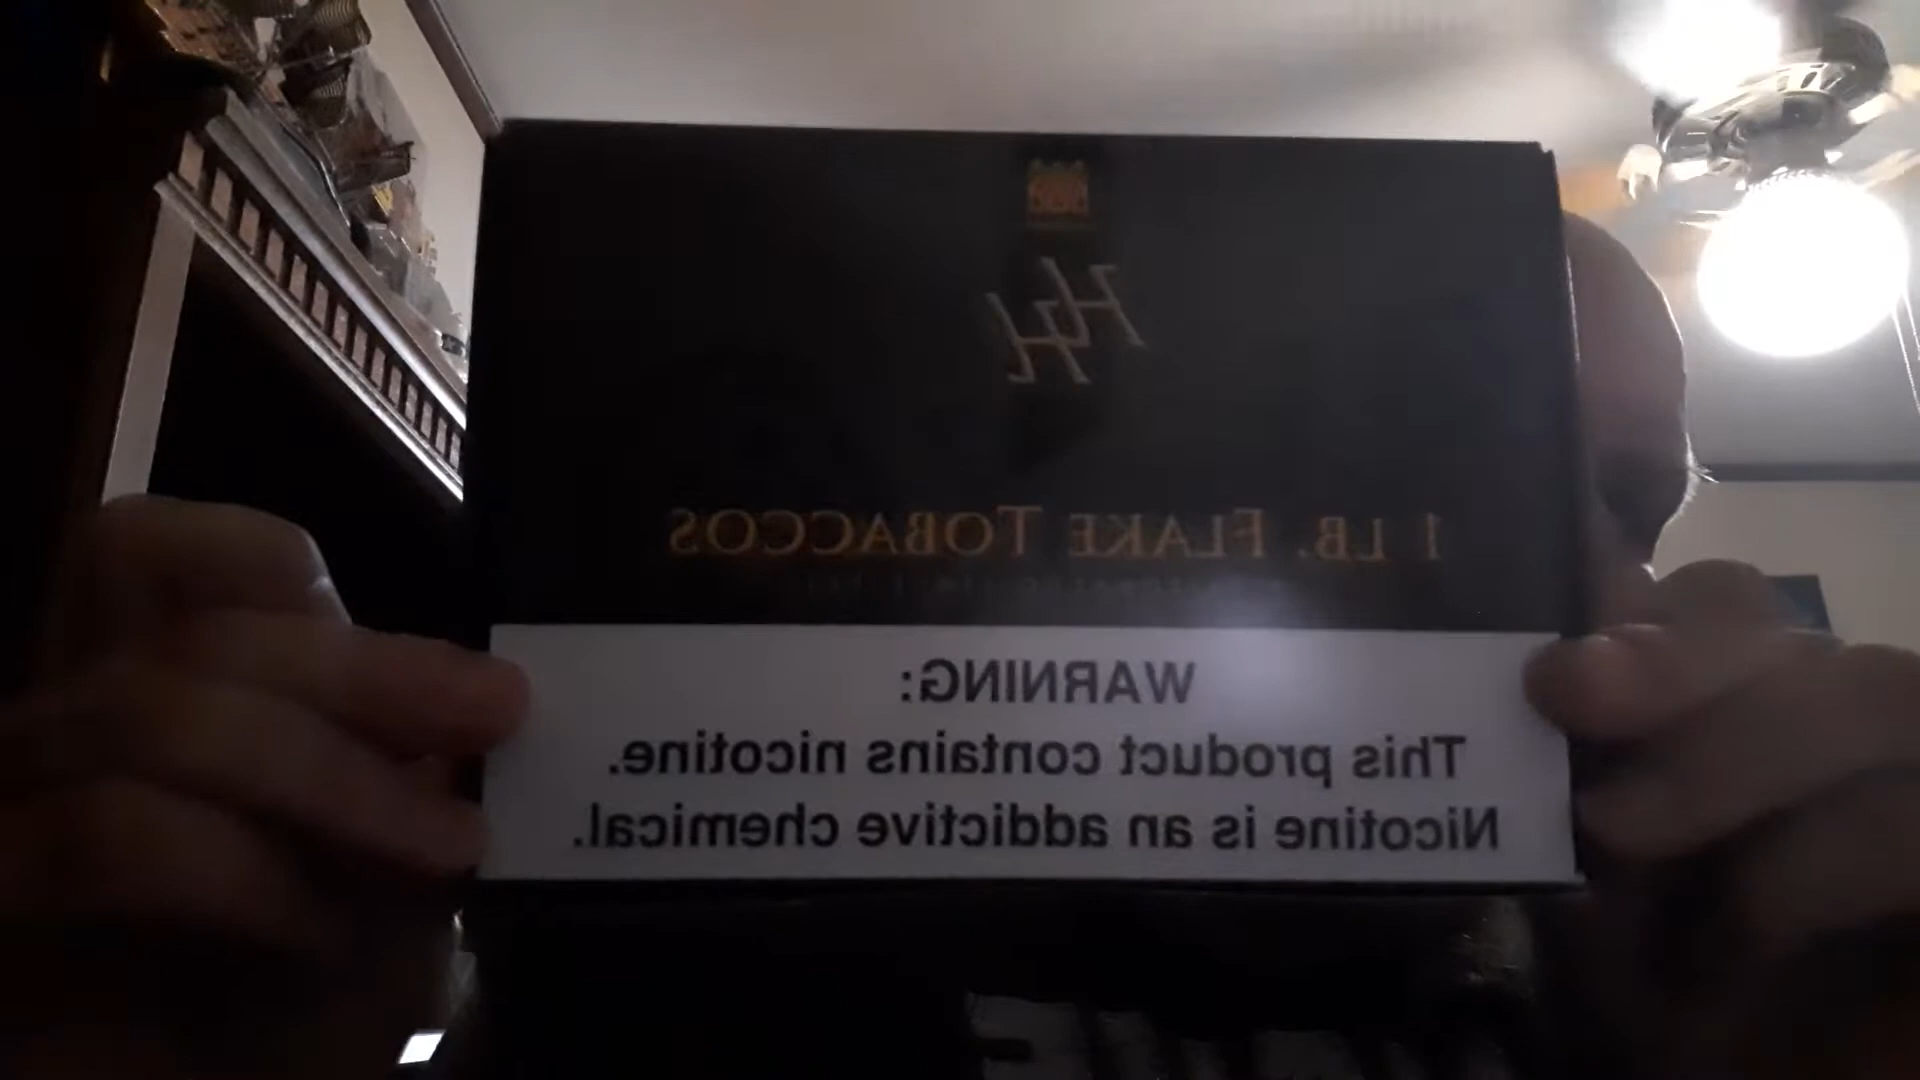 HH
1 LB. FLAKE TOBACCOS
WARNING:
This product contains nicotine.
Nicotine is an addictive chemical.